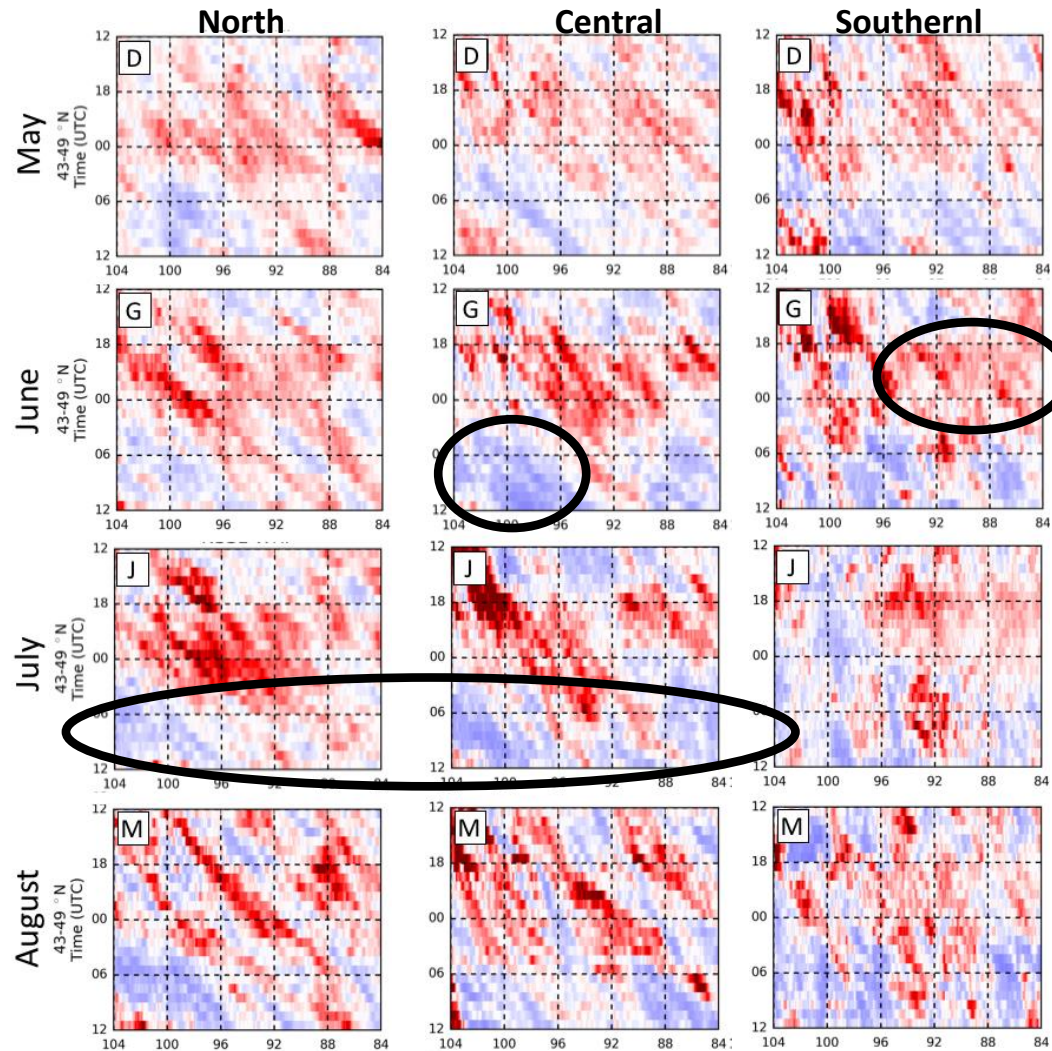 North Central Southernl
May
43-49 °N
Time (UTC)
12 D 12 D 12 D
18 18 18
00 00 00
06 06 06
12 12 12
104 100 96 92 88 84 104 100 96 92 88 84 104 100 96 92 88 84
June
43-49 °N
Time (UTC)
12 G 12 G 12 G
18 18 18
00 00 00
06 06
12 12 12
104 100 96 92 88 84 104 100 96 92 88 84 104 100 96 92 88 84
July
43-49 °N
Time (UTC)
12 J 12 J 12 J
18 18 18
00 00 00
06
12 12 12
104 100 96 92 88 84 104 100 96 92 88 84 104 100 96 92 88 84
August
43-49 °N
Time (UTC)
12 M 12 M 12 M
18 18 18
00 00 00
06 06 06
12 12 12
104 100 96 92 88 84 104 100 96 92 88 84 104 100 96 92 88 84